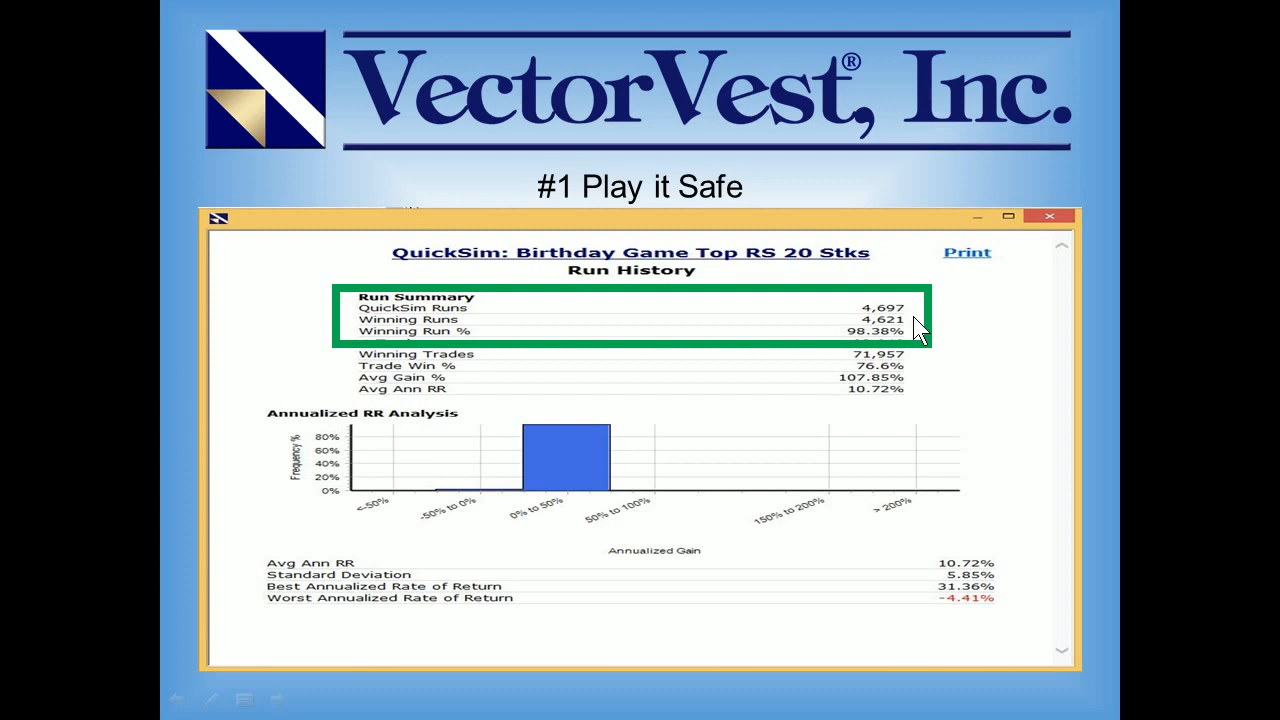 VectorVest®, Inc.
#1 Play it Safe
QuickSim: Birthday Game Top RS 20 Stks
Print
Run History
Run Summary
QuickSim Runs 4,697
Winning Runs 4,621
Winning Run % 98.38%
Winning Trades 71,957
Trade Win % 76.6%
Avg Gain % 107.85%
Avg Ann RR 10.72%
Annualized RR Analysis
Frequency %
80%
60%
40%
20%
0%
<-50%
-50% to 0%
0% to 50%
50% to 100%
150% to 200%
> 200%
Annualized Gain
Avg Ann RR 10.72%
Standard Deviation 5.85%
Best Annualized Rate of Return 31.36%
Worst Annualized Rate of Return -4.41%